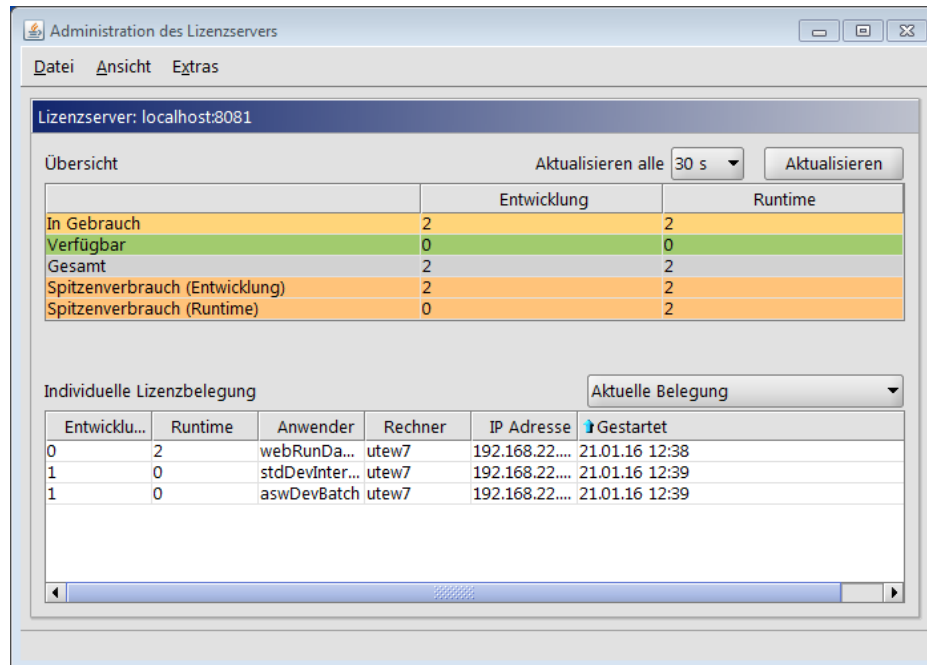 Administration des Lizenzservers
Datei Ansicht Extras
Lizenzserver: localhost:8081
Übersicht Aktualisieren alle 30 s Aktualisieren
Entwicklung Runtime
In Gebrauch 2 2
Verfügbar 0 0
Gesamt 2 2
Spitzenverbrauch (Entwicklung) 2 2
Spitzenverbrauch (Runtime) 0 2
Individuelle Lizenzbelegung Aktuelle Belegung
Entwicklu... Runtime Anwender Rechner IP Adresse Gestartet
0 2 webRunDa... utew7 192.168.22.... 21.01.16 12:38
1 0 stdDevInter... utew7 192.168.22.... 21.01.16 12:39
1 0 aswDevBatch utew7 192.168.22.... 21.01.16 12:39